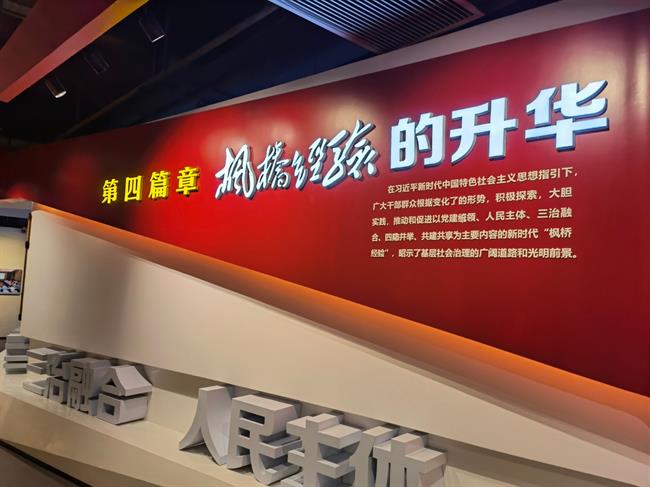 第四篇章 枫桥经验 的升华
在习近平新时代中国特色社会主义思想指引下，
广大干部群众根据变化了的形势，积极探索，大胆
实践，推动和促进以党建统领、人民主体、三治融
合、四防并举、共建共享为主要内容的新时代“枫桥
经验”，昭示了基层社会治理的广阔道路和光明前景。
三治融合
人民主体